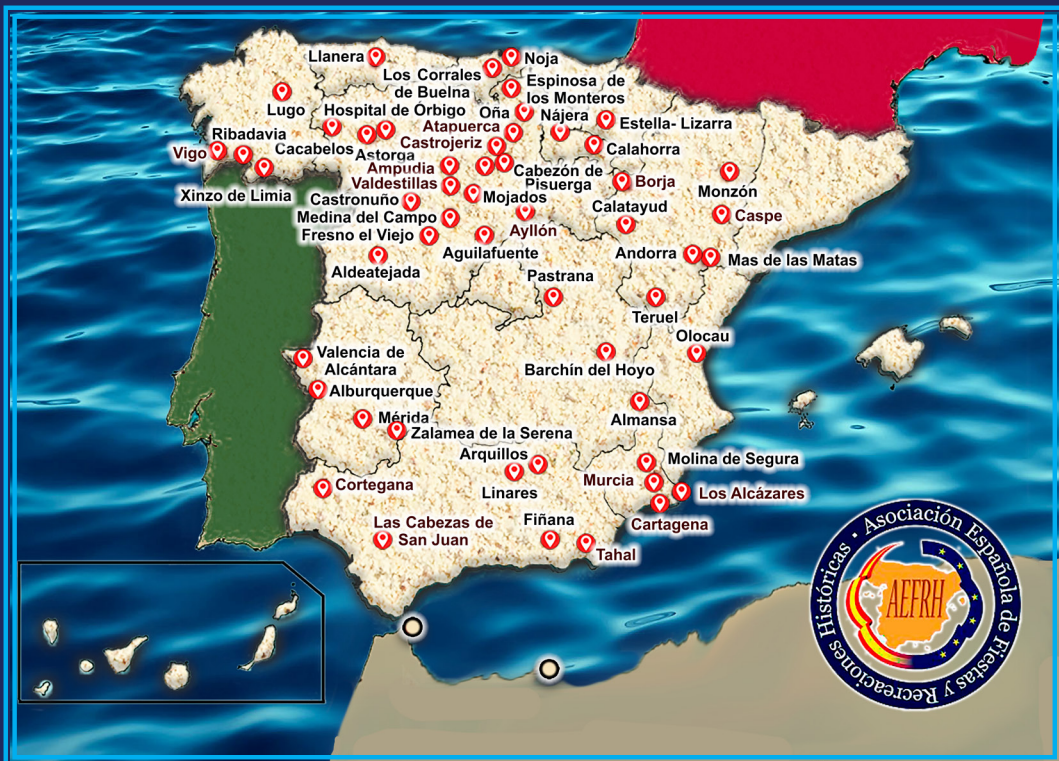 Llanera
Noja
Los Corrales
de Buelna
Espinosa de
los Monteros
Lugo
Hospital de Órbigo
Oña
Nájera
Estella- Lizarra
Atapuerca
Ribadavia
Cacabelos
Castrojeriz
Calahorra
Vigo
Astorga
Ampudia
Cabezón de
Pisuerga
Monzón
Valdestillas
Borja
Xinzo de Limia
Castronuño
Mojados
Calatayud
Caspe
Medina del Campo
Ayllón
Fresno el Viejo
Aguilafuente
Andorra
Mas de las Matas
Aldeatejada
Pastrana
Teruel
Olocau
Valencia de
Alcántara
Barchín del Hoyo
Alburquerque
Almansa
Mérida
Zalamea de la Serena
Arquillos
Molina de Segura
Linares
Murcia
Cortegana
Los Alcázares
Las Cabezas de
San Juan
Fiñana
Cartagena
Tahal
Asociación Española de Fiestas y Recreaciones Históricas
AEFRH